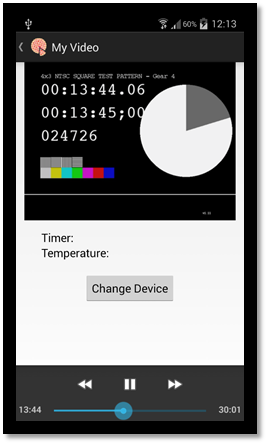 60% 12:13
My Video
4x3 NTSC SQUARE TEST PATTERN - Gear 4
00:13:44.06
00:13:45;00
024726
Timer:
Temperature:
Change Device
13:44 30:01